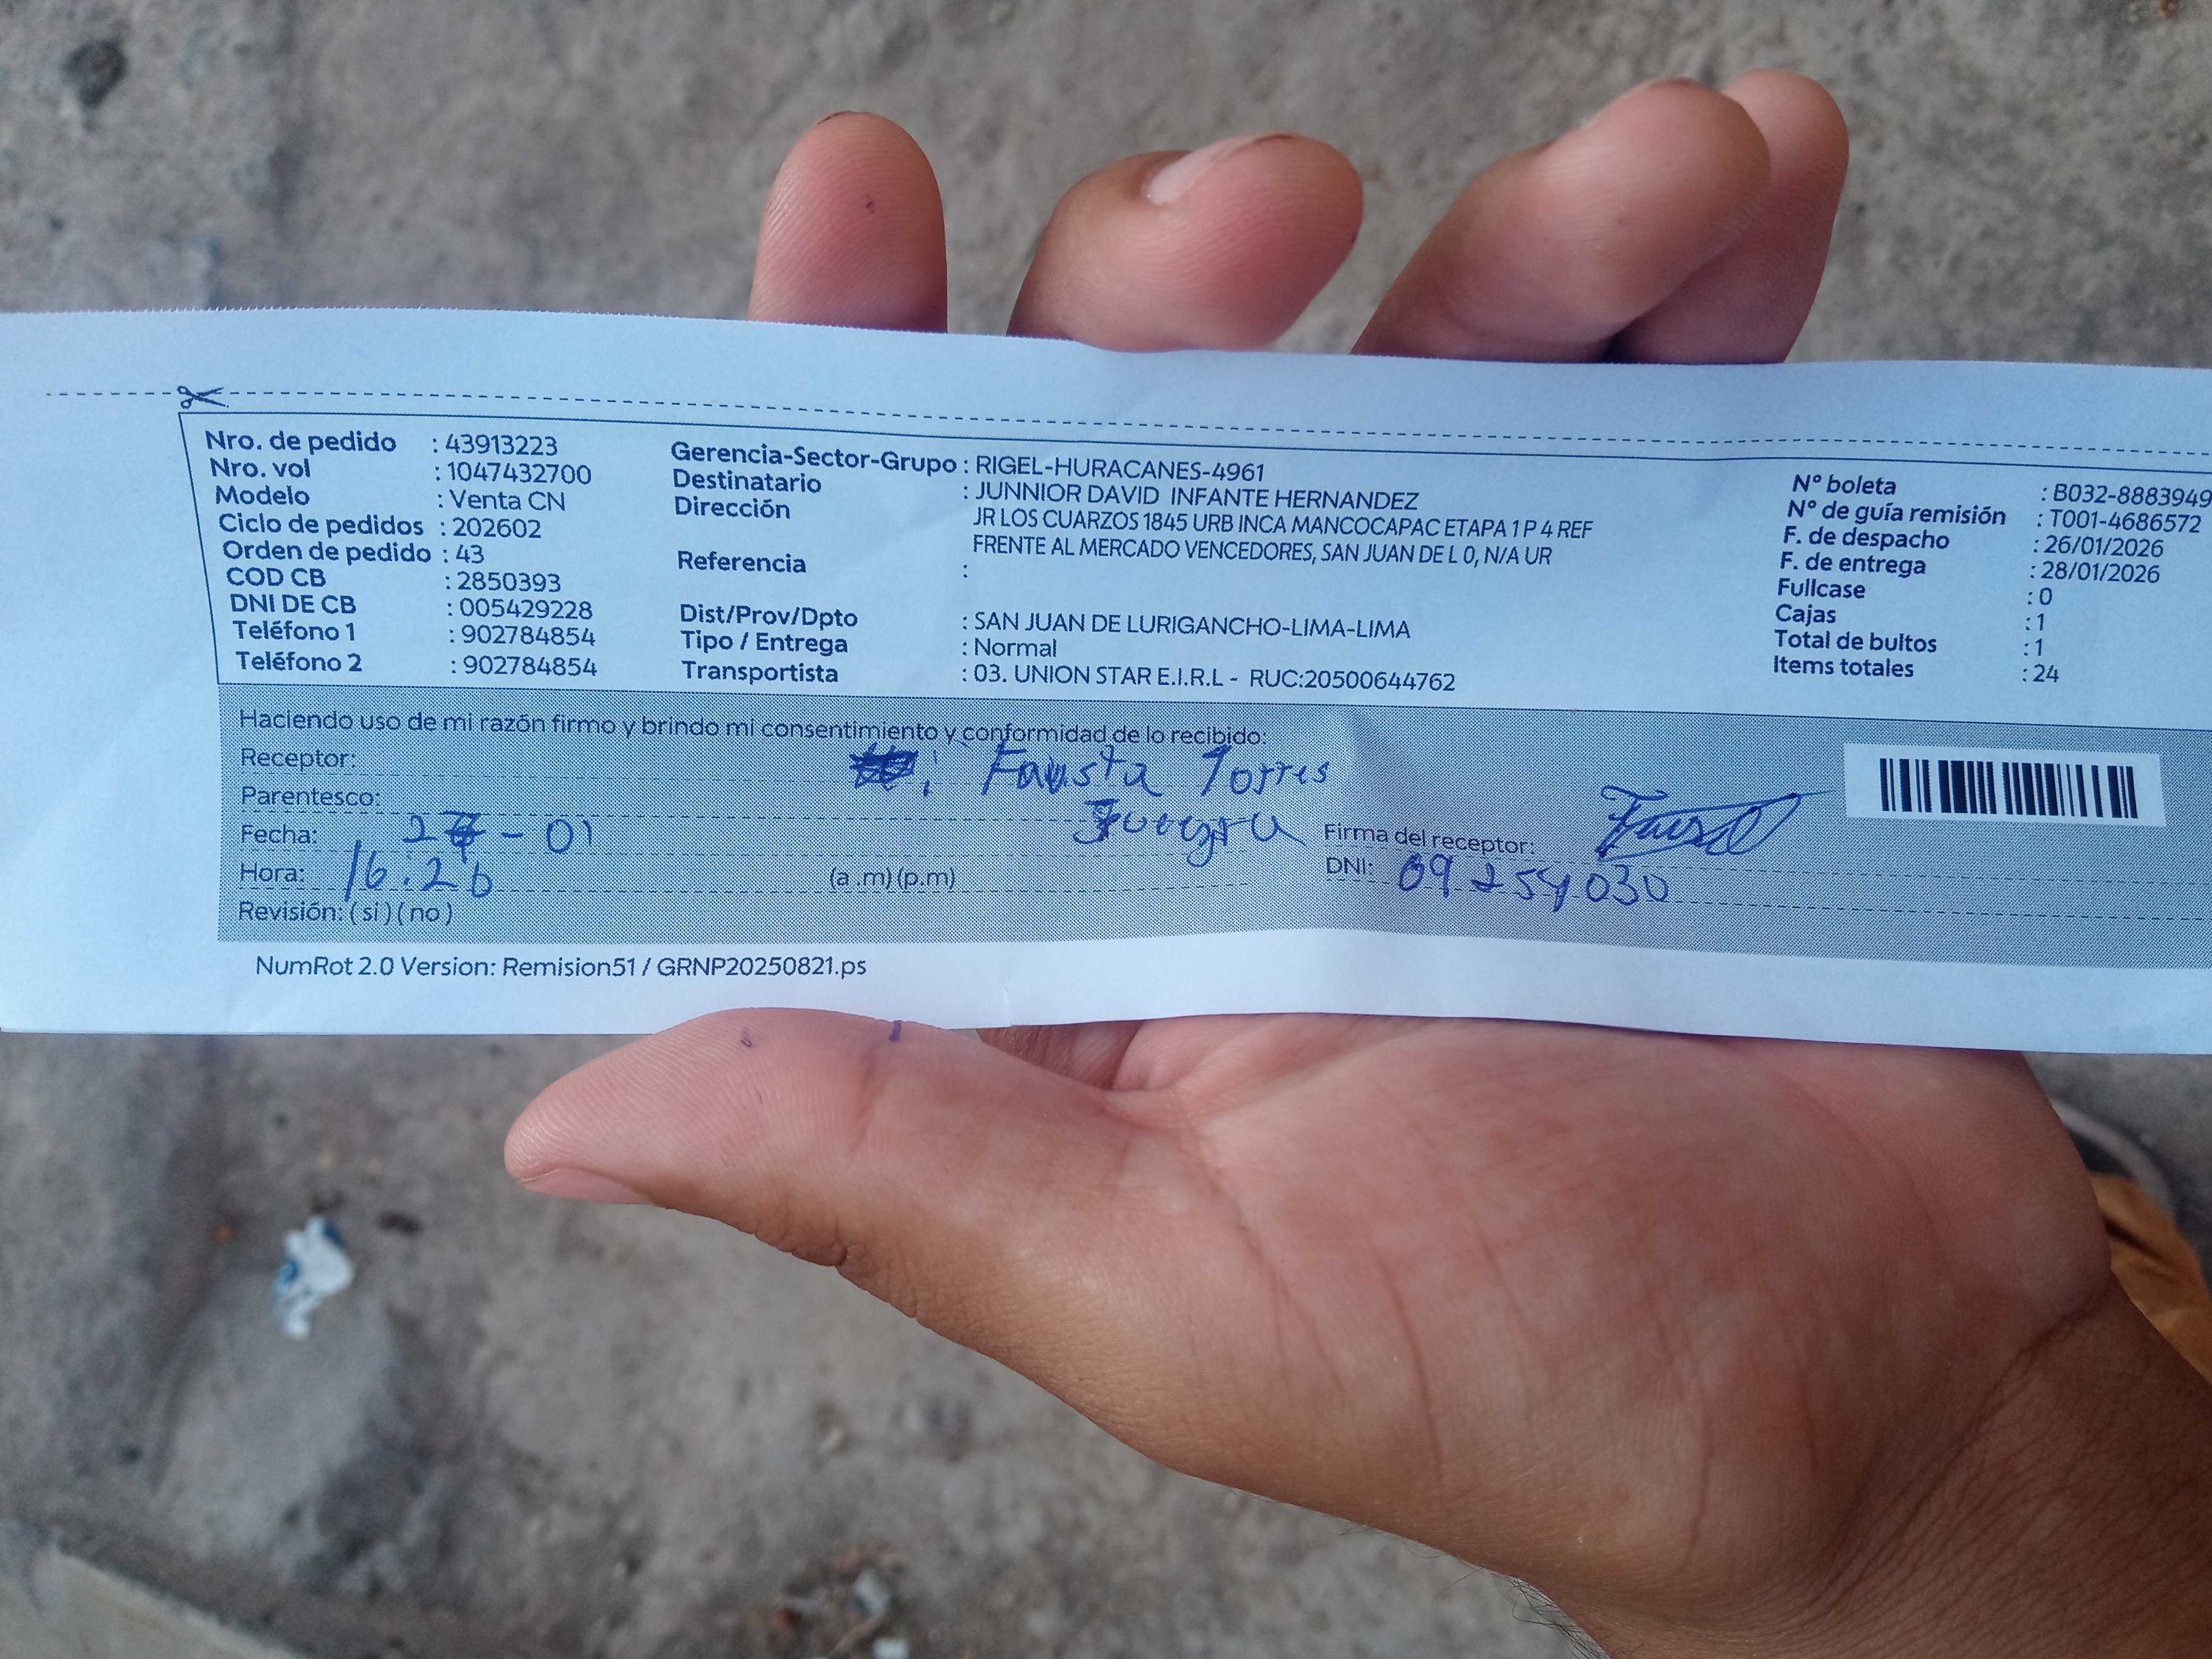 Nro. de pedido : 43913223
Nro. vol : 1047432700
Modelo : Venta CN
Ciclo de pedidos : 202602
Orden de pedido : 43
COD CB : 2850393
DNI DE CB : 005429228
Teléfono 1 : 902784854
Teléfono 2 : 902784854
Gerencia-Sector-Grupo : RIGEL-HURACANES-4961
Destinatario : JUNNIOR DAVID INFANTE HERNANDEZ
Dirección JR LOS CUARZOS 1845 URB INCA MANCOCAPAC ETAPA 1 P 4 REF
FRENTE AL MERCADO VENCEDORES, SAN JUAN DE L 0, N/A UR
Referencia :
Dist/Prov/Dpto : SAN JUAN DE LURIGANCHO-LIMA-LIMA
Tipo / Entrega : Normal
Transportista : 03. UNION STAR E.I.R.L - RUC:20500644762
N° boleta : B032-8883949
N° de guía remisión : T001-4686572
F. de despacho : 26/01/2026
F. de entrega : 28/01/2026
Fullcase : 0
Cajas : 1
Total de bultos : 1
Items totales : 24
Haciendo uso de mi razón firmo y brindo mi consentimiento y conformidad de lo recibido:
Receptor: Fausta Torres
Parentesco:
Fecha: - 01
Hora: 16:26 (a .m) (p.m)
Revisión: ( si ) ( no )
Firma del receptor:
DNI: 09254030
NumRot 2.0 Version: Remision51 / GRNP20250821.ps